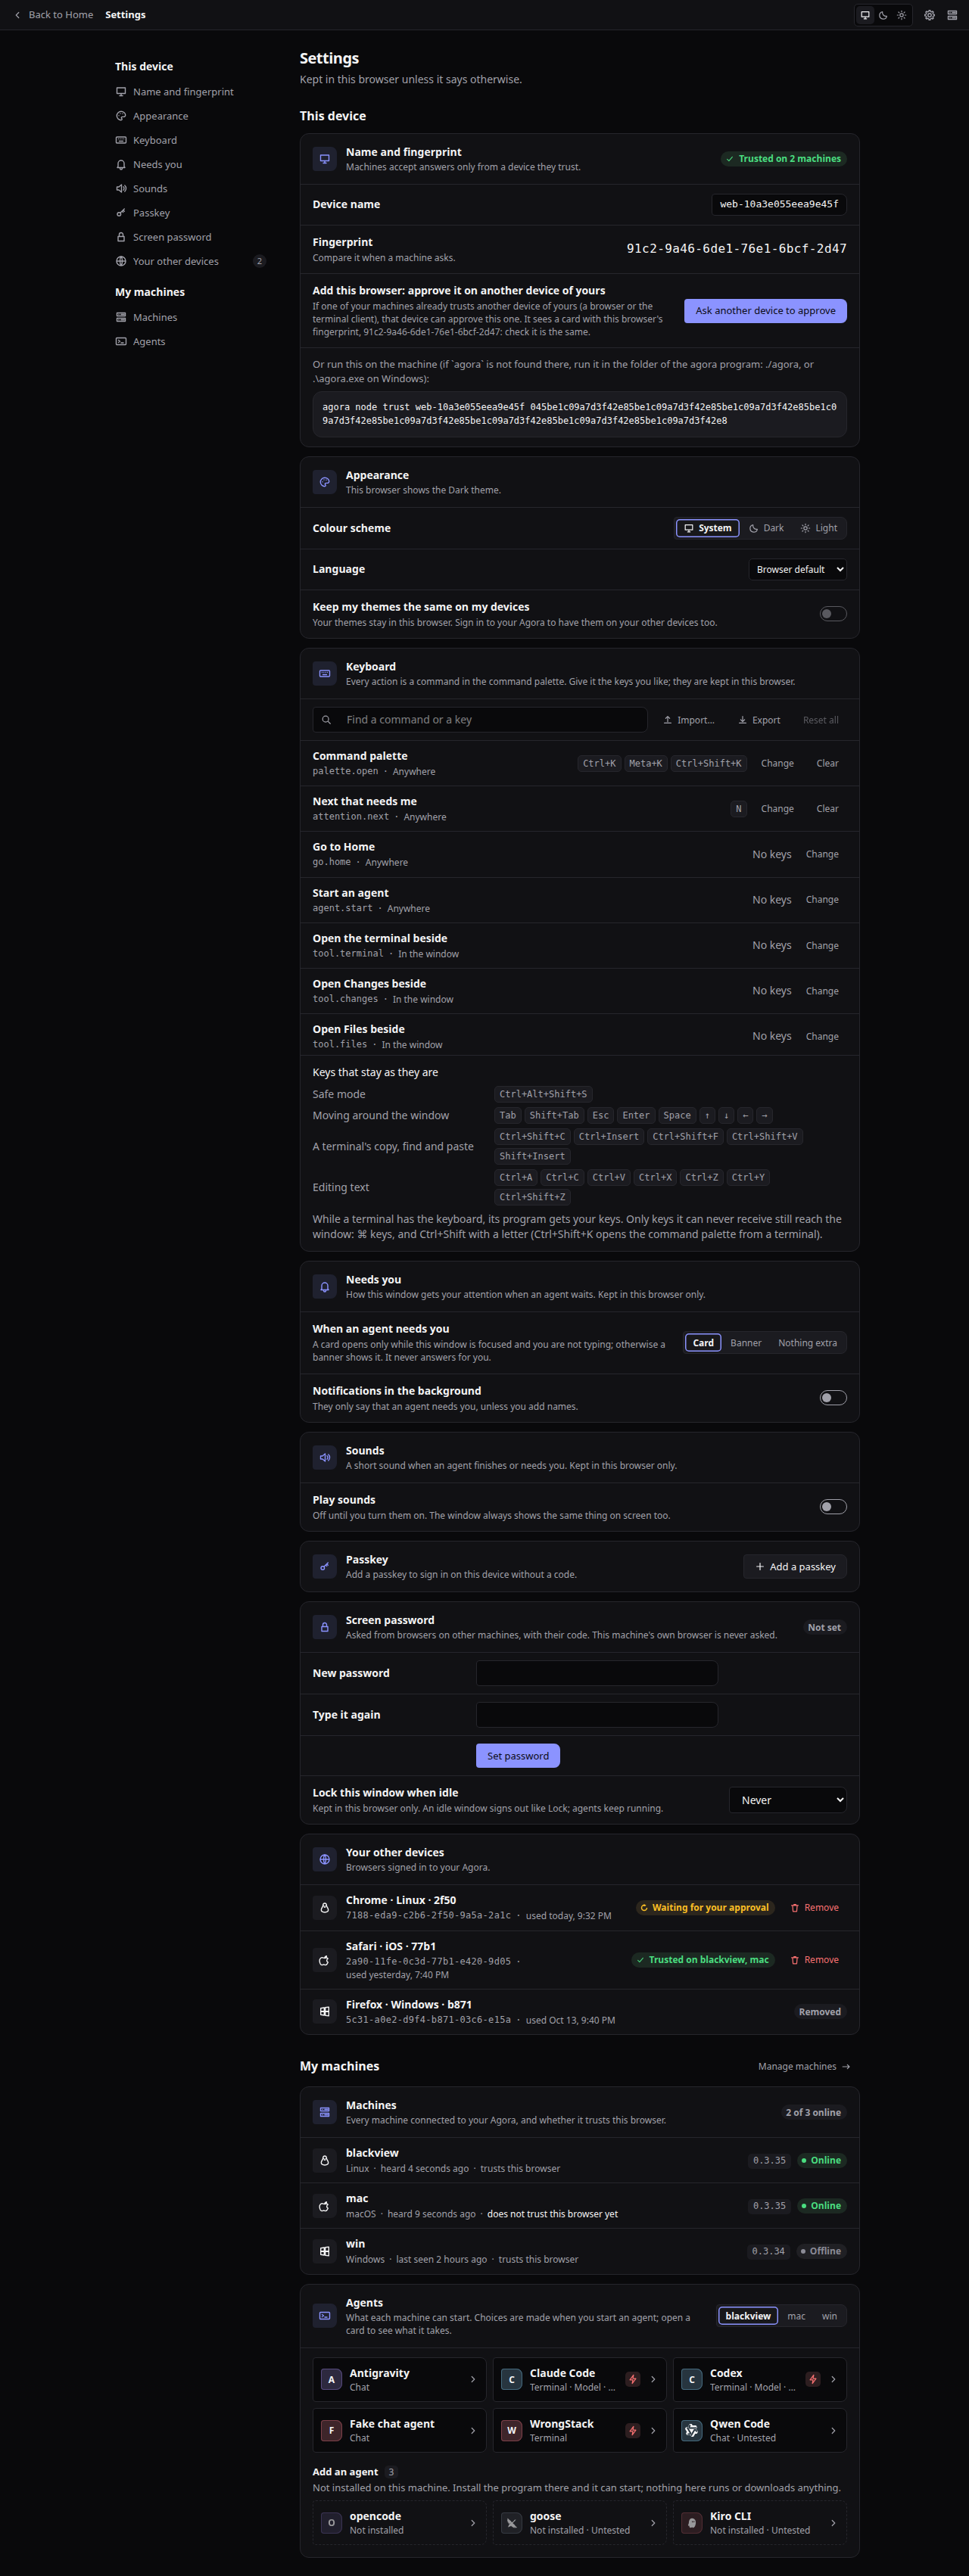 Back to Home Settings
This device
Name and fingerprint
Appearance
Keyboard
Needs you
Sounds
Passkey
Screen password
Your other devices 2
My machines
Machines
Agents
Settings
Kept in this browser unless it says otherwise.
This device
Name and fingerprint
Machines accept answers only from a device they trust.
Trusted on 2 machines
Device name
web-10a3e055eea9e45f
Fingerprint
Compare it when a machine asks.
91c2-9a46-6de1-76e1-6bcf-2d47
Add this browser: approve it on another device of yours
If one of your machines already trusts another device of yours (a browser or the
terminal client), that device can approve this one. It sees a card with this browser's
fingerprint, 91c2-9a46-6de1-76e1-6bcf-2d47: check it is the same.
Ask another device to approve
Or run this on the machine (if `agora` is not found there, run it in the folder of the agora program: ./agora, or
.\agora.exe on Windows):
agora node trust web-10a3e055eea9e45f 045be1c09a7d3f42e85be1c09a7d3f42e85be1c09a7d3f42e85be1c0
9a7d3f42e85be1c09a7d3f42e85be1c09a7d3f42e85be1c09a7d3f42e8
Appearance
This browser shows the Dark theme.
Colour scheme
System Dark Light
Language
Browser default
Keep my themes the same on my devices
Your themes stay in this browser. Sign in to your Agora to have them on your other devices too.
Keyboard
Every action is a command in the command palette. Give it the keys you like; they are kept in this browser.
Find a command or a key
Import... Export Reset all
Command palette
palette.open · Anywhere
Ctrl+K Meta+K Ctrl+Shift+K Change Clear
Next that needs me
attention.next · Anywhere
N Change Clear
Go to Home
go.home · Anywhere
No keys Change
Start an agent
agent.start · Anywhere
No keys Change
Open the terminal beside
tool.terminal · In the window
No keys Change
Open Changes beside
tool.changes · In the window
No keys Change
Open Files beside
tool.files · In the window
No keys Change
Keys that stay as they are
Safe mode Ctrl+Alt+Shift+S
Moving around the window Tab Shift+Tab Esc Enter Space ↑ ↓ ← →
A terminal's copy, find and paste Ctrl+Shift+C Ctrl+Insert Ctrl+Shift+F Ctrl+Shift+V
Shift+Insert
Editing text Ctrl+A Ctrl+C Ctrl+V Ctrl+X Ctrl+Z Ctrl+Y
Ctrl+Shift+Z
While a terminal has the keyboard, its program gets your keys. Only keys it can never receive still reach the
window: ⌘ keys, and Ctrl+Shift with a letter (Ctrl+Shift+K opens the command palette from a terminal).
Needs you
How this window gets your attention when an agent waits. Kept in this browser only.
When an agent needs you
A card opens only while this window is focused and you are not typing; otherwise a
banner shows it. It never answers for you.
Card Banner Nothing extra
Notifications in the background
They only say that an agent needs you, unless you add names.
Sounds
A short sound when an agent finishes or needs you. Kept in this browser only.
Play sounds
Off until you turn them on. The window always shows the same thing on screen too.
Passkey
Add a passkey to sign in on this device without a code.
Add a passkey
Screen password
Asked from browsers on other machines, with their code. This machine's own browser is never asked.
Not set
New password
Type it again
Set password
Lock this window when idle
Kept in this browser only. An idle window signs out like Lock; agents keep running.
Never
Your other devices
Browsers signed in to your Agora.
Chrome · Linux · 2f50
7188-eda9-c2b6-2f50-9a5a-2a1c · used today, 9:32 PM
Waiting for your approval Remove
Safari · iOS · 77b1
2a90-11fe-0c3d-77b1-e420-9d05 ·
used yesterday, 7:40 PM
Trusted on blackview, mac Remove
Firefox · Windows · b871
5c31-a0e2-d9f4-b871-03c6-e15a · used Oct 13, 9:40 PM
Removed
My machines
Manage machines →
Machines
Every machine connected to your Agora, and whether it trusts this browser.
2 of 3 online
blackview
Linux · heard 4 seconds ago · trusts this browser
0.3.35 Online
mac
macOS · heard 9 seconds ago · does not trust this browser yet
0.3.35 Online
win
Windows · last seen 2 hours ago · trusts this browser
0.3.34 Offline
Agents
What each machine can start. Choices are made when you start an agent; open a
card to see what it takes.
blackview mac win
A Antigravity
Chat
C Claude Code
Terminal · Model · ...
C Codex
Terminal · Model · ...
F Fake chat agent
Chat
W WrongStack
Terminal
Qwen Code
Chat · Untested
Add an agent 3
Not installed on this machine. Install the program there and it can start; nothing here runs or downloads anything.
O opencode
Not installed
goose
Not installed · Untested
Kiro CLI
Not installed · Untested